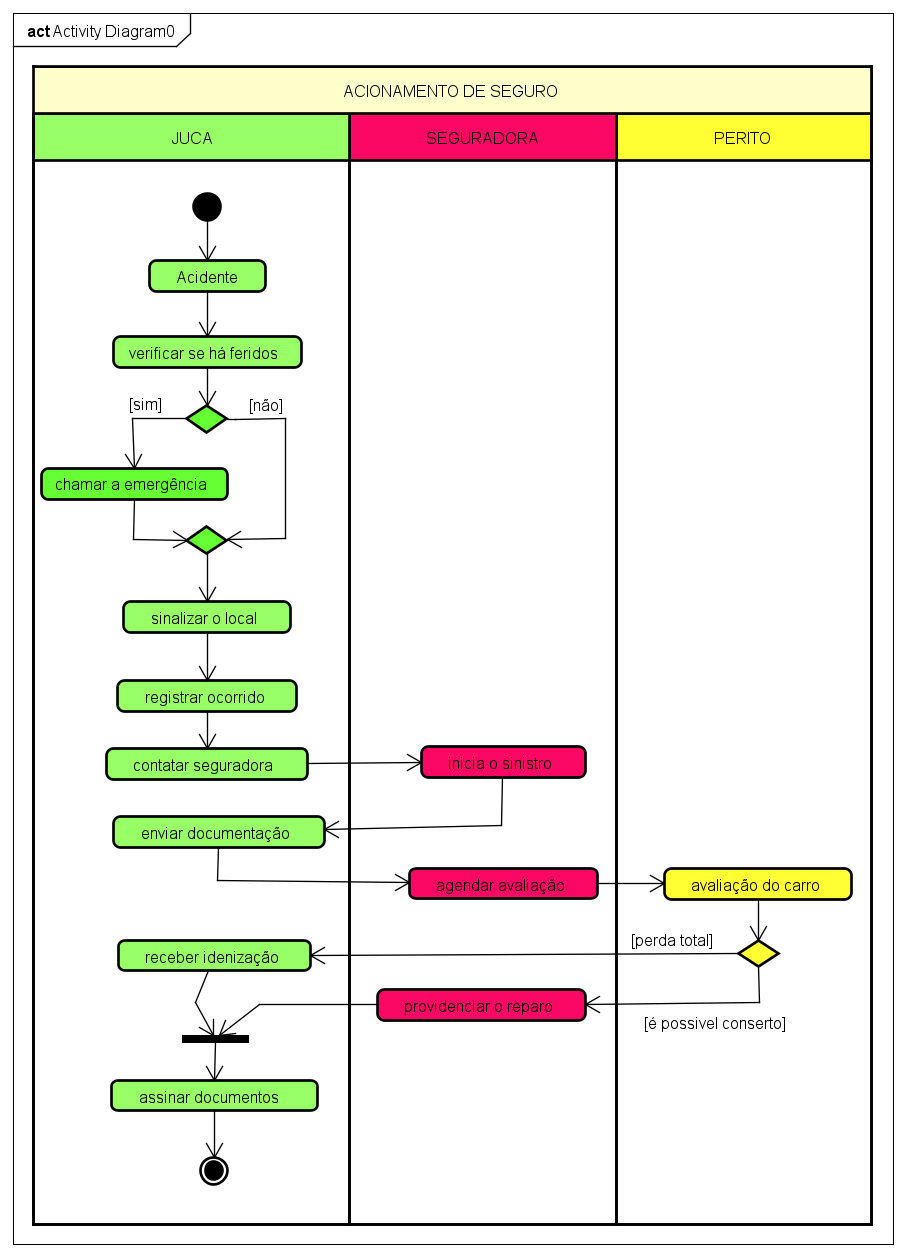 act Activity Diagram0
ACIONAMENTO DE SEGURO
JUCA
SEGURADORA
PERITO
Acidente
verificar se há feridos
[sim]
[não]
chamar a emergência
sinalizar o local
registrar ocorrido
contatar seguradora
inicia o sinistro
enviar documentação
agendar avaliação
avaliação do carro
[perda total]
receber idenização
providenciar o reparo
[é possivel conserto]
assinar documentos